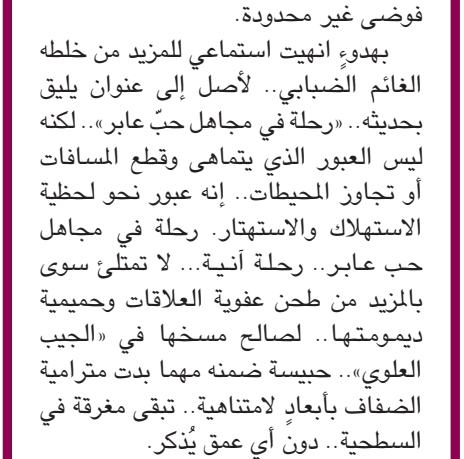 فوضى غير محدودة.
بهدوءٍ انهيت استماعي للمزيد من خلطه
الغائم الضبابي.. لأصل إلى عنوان يليق
بحديثه.. «رحلة في مجاهل حبّ عابر».. لكنه
ليس العبور الذي يتماهى وقطع المسافات
أو تجاوز المحيطات.. إنه عبور نحو لحظية
الاستهلاك والاستهتار. رحلة في مجاهل
حب عابر.. رحلة آنية... لا تمتلئ سوى
بالمزيد من طحن عفوية العلاقات وحميمية
ديمومتها.. لصالح مسخها في «الجيب
العلوي».. حبيسة ضمنه مهما بدت مترامية
الضفاف بأبعادٍ لامتناهية.. تبقى مغرقة في
السطحية.. دون أي عمق يُذكر.